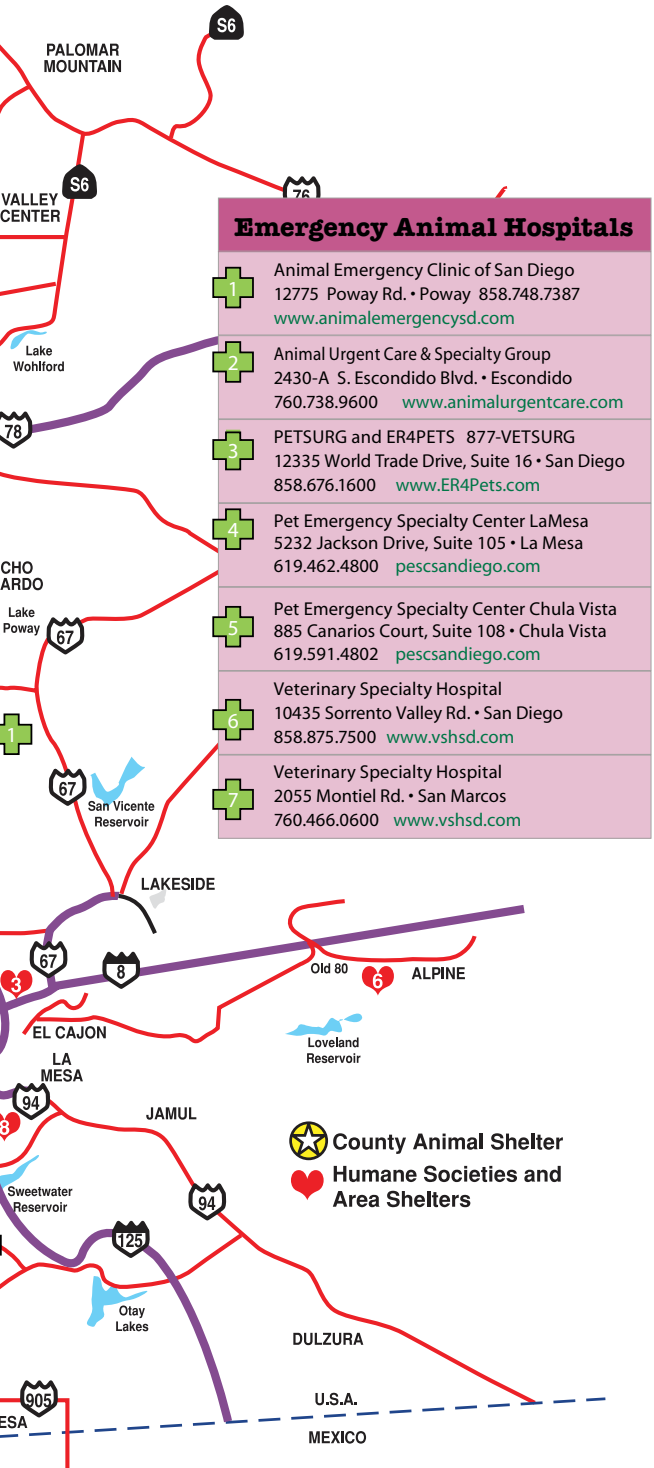 S6
PALOMAR
MOUNTAIN
S6
VALLEY
CENTER
76
Emergency Animal Hospitals
1
Animal Emergency Clinic of San Diego
12775 Poway Rd. • Poway 858.748.7387
www.animalemergencysd.com
2
Animal Urgent Care & Specialty Group
2430-A S. Escondido Blvd. • Escondido
760.738.9600 www.animalurgentcare.com
3
PETSURG and ER4PETS 877-VETSURG
12335 World Trade Drive, Suite 16 • San Diego
858.676.1600 www.ER4Pets.com
4
Pet Emergency Specialty Center LaMesa
5232 Jackson Drive, Suite 105 • La Mesa
619.462.4800 pescsandiego.com
5
Pet Emergency Specialty Center Chula Vista
885 Canarios Court, Suite 108 • Chula Vista
619.591.4802 pescsandiego.com
6
Veterinary Specialty Hospital
10435 Sorrento Valley Rd. • San Diego
858.875.7500 www.vshsd.com
7
Veterinary Specialty Hospital
2055 Montiel Rd. • San Marcos
760.466.0600 www.vshsd.com
Lake
Wohlford
78
CHO
ARDO
Lake
Poway
67
1
67
San Vicente
Reservoir
LAKESIDE
67
8
3
Old 80
6
ALPINE
EL CAJON
Loveland
Reservoir
LA
MESA
94
8
JAMUL
County Animal Shelter
Humane Societies and
Area Shelters
Sweetwater
Reservoir
94
125
Otay
Lakes
DULZURA
905
ESA
U.S.A.
MEXICO